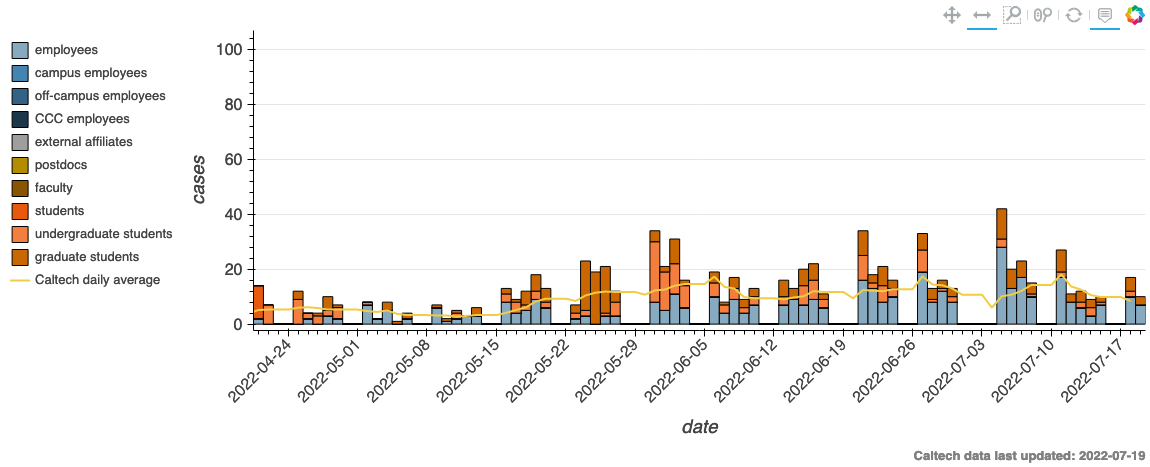 employees
campus employees
off-campus employees
CCC employees
external affiliates
postdocs
faculty
students
undergraduate students
graduate students
Caltech daily average
cases
100
80
60
40
20
0
2022-04-24
2022-05-01
2022-05-08
2022-05-15
2022-05-22
2022-05-29
2022-06-05
2022-06-12
2022-06-19
2022-06-26
2022-07-03
2022-07-10
2022-07-17
date
Caltech data last updated: 2022-07-19